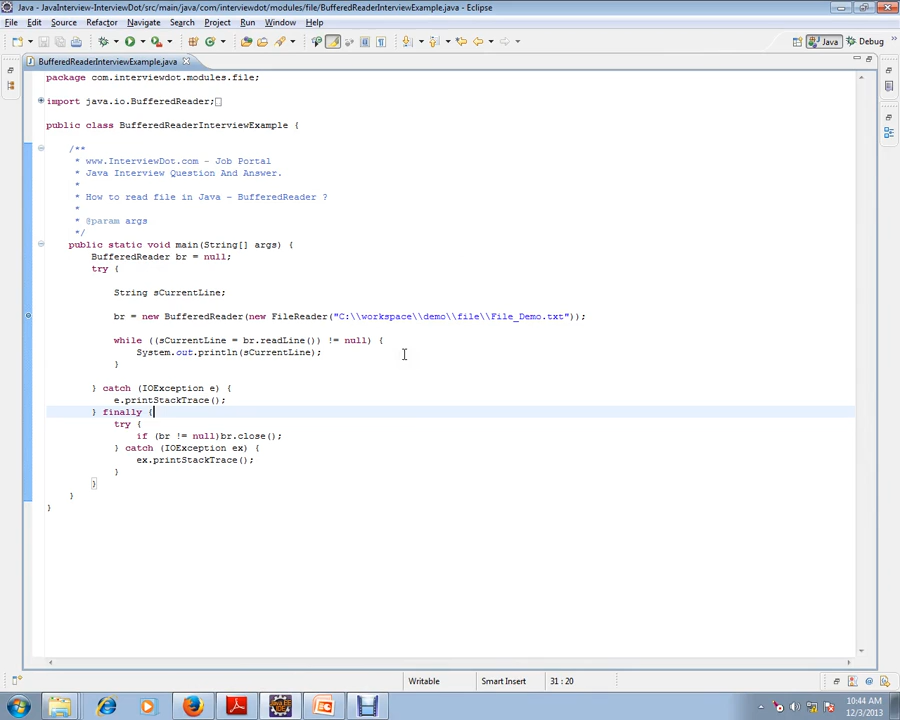 Java - JavaInterview-InterviewDot/src/main/java/com/interviewdot/modules/file/BufferedReaderInterviewExample.java - Eclipse
File Edit Source Refactor Navigate Search Project Run Window Help
Java Debug
BufferedReaderInterviewExample.java
package com.interviewdot.modules.file;
import java.io.BufferedReader;
public class BufferedReaderInterviewExample {
/**
* www.InterviewDot.com - Job Portal
* Java Interview Question And Answer.
*
* How to read file in Java - BufferedReader ?
*
* @param args
*/
public static void main(String[] args) {
BufferedReader br = null;
try {
String sCurrentLine;
br = new BufferedReader(new FileReader("C:\\workspace\\demo\\file\\File_Demo.txt"));
while ((sCurrentLine = br.readLine()) != null) {
System.out.println(sCurrentLine);
}
} catch (IOException e) {
e.printStackTrace();
} finally {
try {
if (br != null)br.close();
} catch (IOException ex) {
ex.printStackTrace();
}
}
}
}
Writable Smart Insert 31 : 20
10:44 AM
12/3/2013